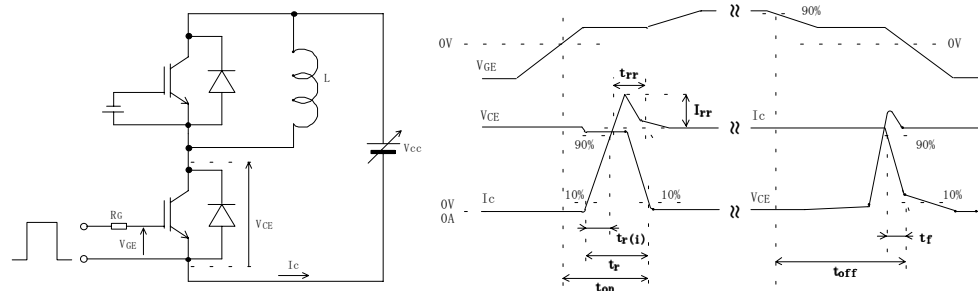 L
Vcc
RG
VGE
VCE
Ic
0V
90%
0V
VGE
trr
Irr
VCE
Ic
90%
90%
10%
10%
10%
0V
0A
Ic
VCE
tr(i)
tr
ton
tf
toff